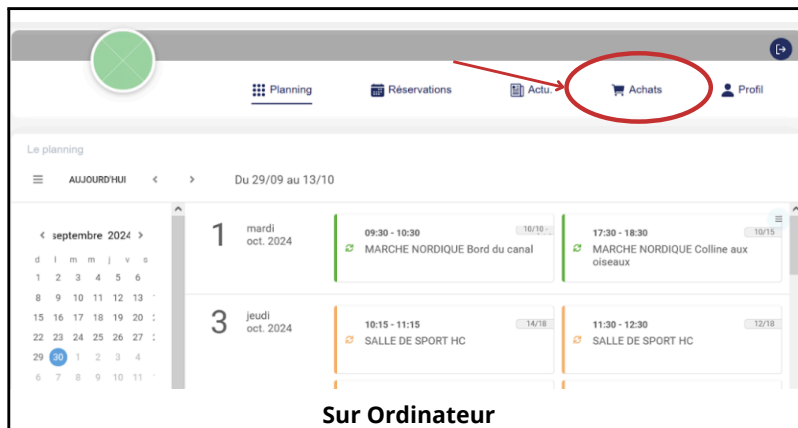 Planning
Réservations
Actu.
Achats
Profil
Le planning
AUJOURD'HUI
Du 29/09 au 13/10
septembre 2024
d l m m j v s
1 2 3 4 5 6
8 9 10 11 12 13
15 16 17 18 19 20
22 23 24 25 26 27
29 30 1 2 3 4
6 7 8 9 10 11
1 mardi
oct. 2024
09:30 - 10:30
10/10
MARCHE NORDIQUE Bord du canal
17:30 - 18:30
10/15
MARCHE NORDIQUE Colline aux
oiseaux
3 jeudi
oct. 2024
10:15 - 11:15
14/18
SALLE DE SPORT HC
11:30 - 12:30
12/18
SALLE DE SPORT HC
Sur Ordinateur